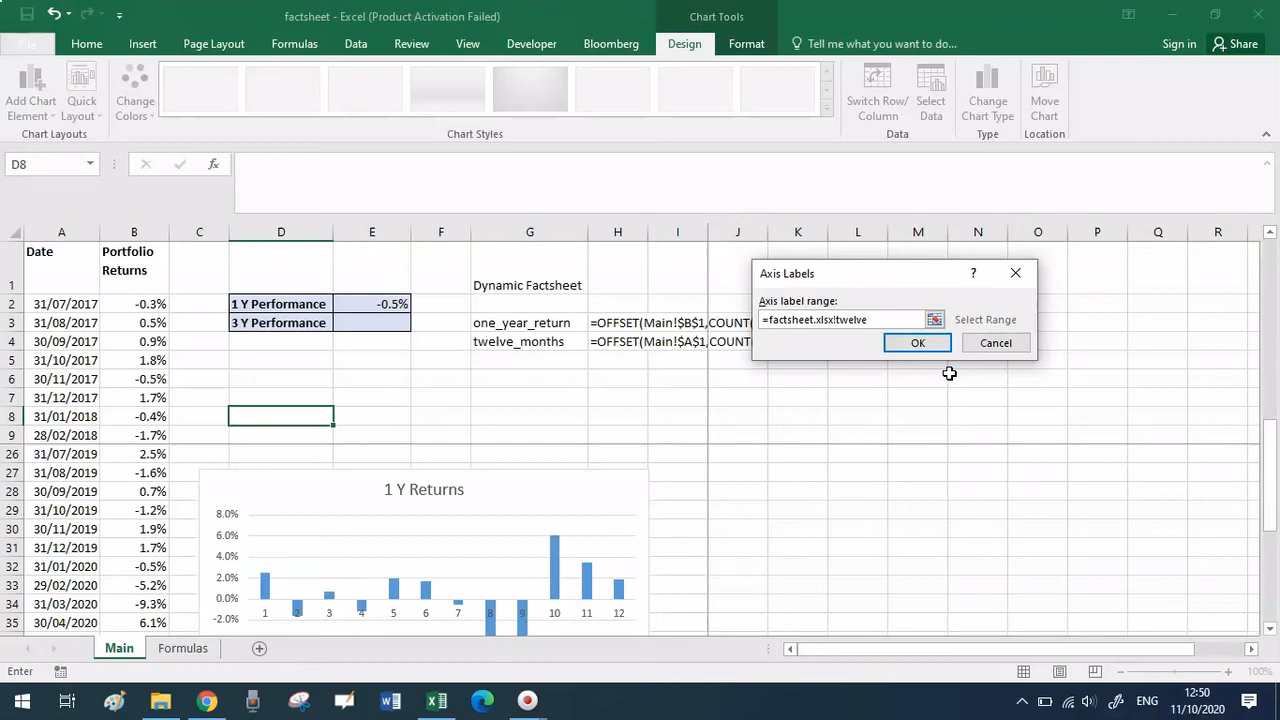 factsheet - Excel (Product Activation Failed)
Chart Tools
File Home Insert Page Layout Formulas Data Review View Developer Bloomberg Design Format Tell me what you want to do... Sign in Share
Add Chart Element Quick Layout Change Colors Switch Row/ Column Select Data Change Chart Type Move Chart
Chart Layouts Chart Styles Data Type Location
D8 fx
A B C D E F G H I J K L M N O P Q R
1 Date Portfolio Returns Dynamic Factsheet
2 31/07/2017 -0.3% 1 Y Performance -0.5%
3 31/08/2017 0.5% 3 Y Performance one_year_return =OFFSET(Main!$B$1,COUNT(
4 30/09/2017 0.9% twelve_months =OFFSET(Main!$A$1,COUNT(
5 31/10/2017 1.8%
6 30/11/2017 -0.5%
7 31/12/2017 1.7%
8 31/01/2018 -0.4%
9 28/02/2018 -1.7%
26 31/07/2019 2.5%
27 31/08/2019 -1.6%
28 30/09/2019 0.7%
29 31/10/2019 -1.2%
30 30/11/2019 1.9%
31 31/12/2019 1.7%
32 31/01/2020 -0.5%
33 29/02/2020 -5.2%
34 31/03/2020 -9.3%
35 30/04/2020 6.1%
Axis Labels ?
Axis label range:
=factsheet.xlsx!twelve Select Range
OK Cancel
1 Y Returns
8.0%
6.0%
4.0%
2.0%
1 2 3 4 5 6 7 8 9 10 11 12
-2.0%
Main Formulas
Enter 100%
ENG 12:50
11/10/2020